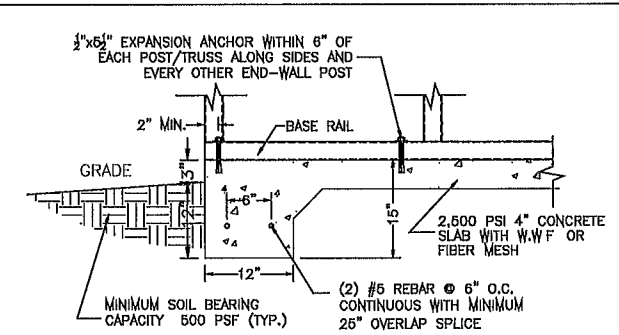 ½"x5½" EXPANSION ANCHOR WITHIN 6" OF
EACH POST/TRUSS ALONG SIDES AND
EVERY OTHER END-WALL POST
2" MIN.
BASE RAIL
GRADE
3"
6"
12"
15"
12"
2,500 PSI 4" CONCRETE
SLAB WITH W.W F OR
FIBER MESH
MINIMUM SOIL BEARING
CAPACITY 500 PSF (TYP.)
(2) #5 REBAR @ 6" O.C.
CONTINUOUS WITH MINIMUM
25" OVERLAP SPLICE